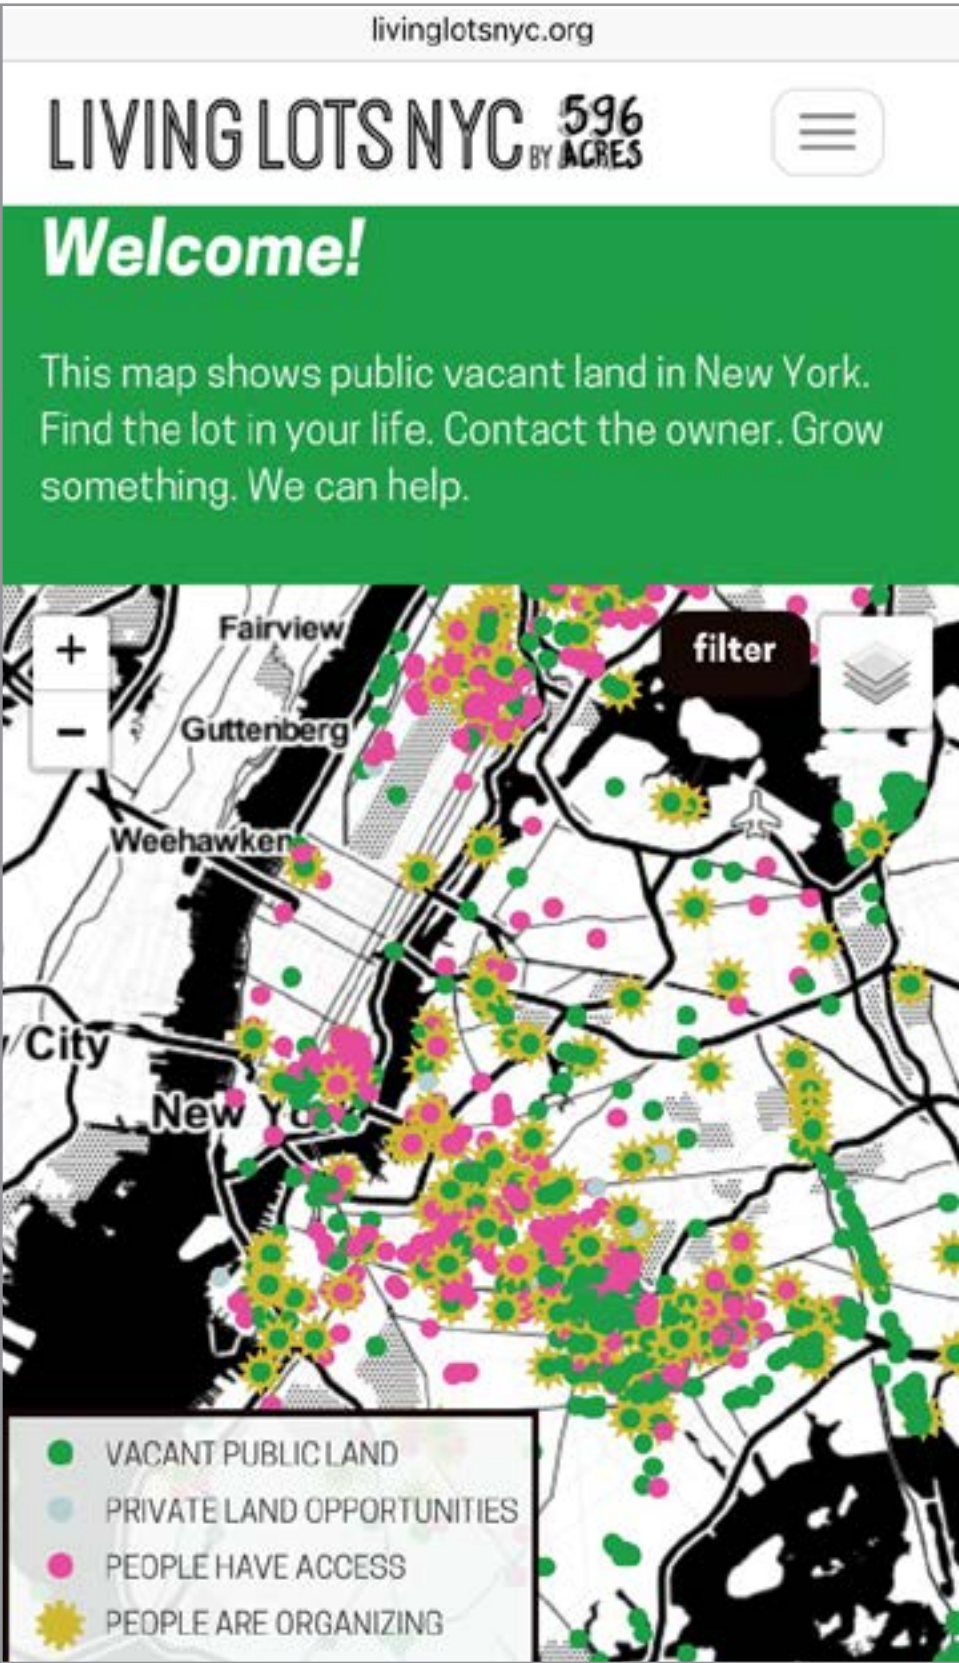 livinglotsnyc.org
LIVING LOTS NYC BY 596 ACRES
Welcome!
This map shows public vacant land in New York.
Find the lot in your life. Contact the owner. Grow
something. We can help.
+
−
filter
Fairview
Guttenberg
Weehawken
City
New York
VACANT PUBLIC LAND
PRIVATE LAND OPPORTUNITIES
PEOPLE HAVE ACCESS
PEOPLE ARE ORGANIZING